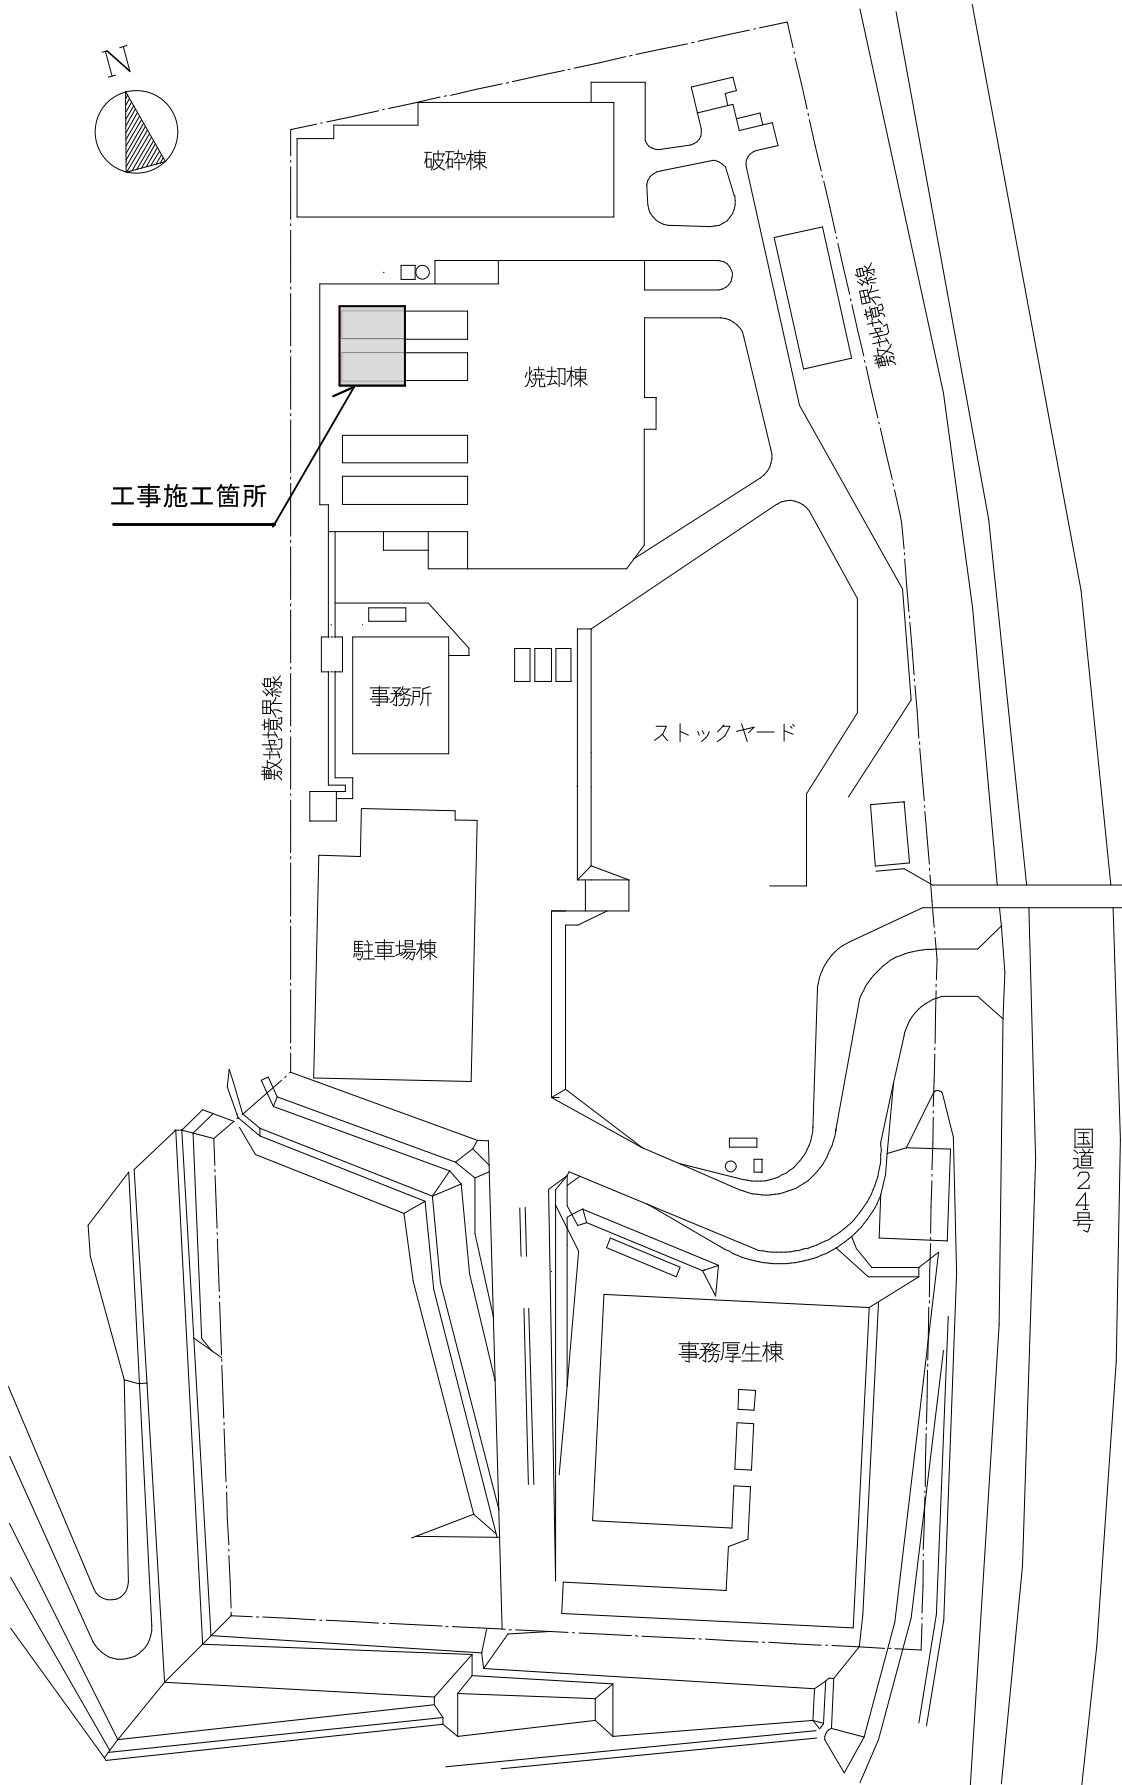 N
破砕棟
敷地境界線
焼却棟
工事施工箇所
敷地境界線
事務所
ストックヤード
駐車場棟
国道24号
事務厚生棟